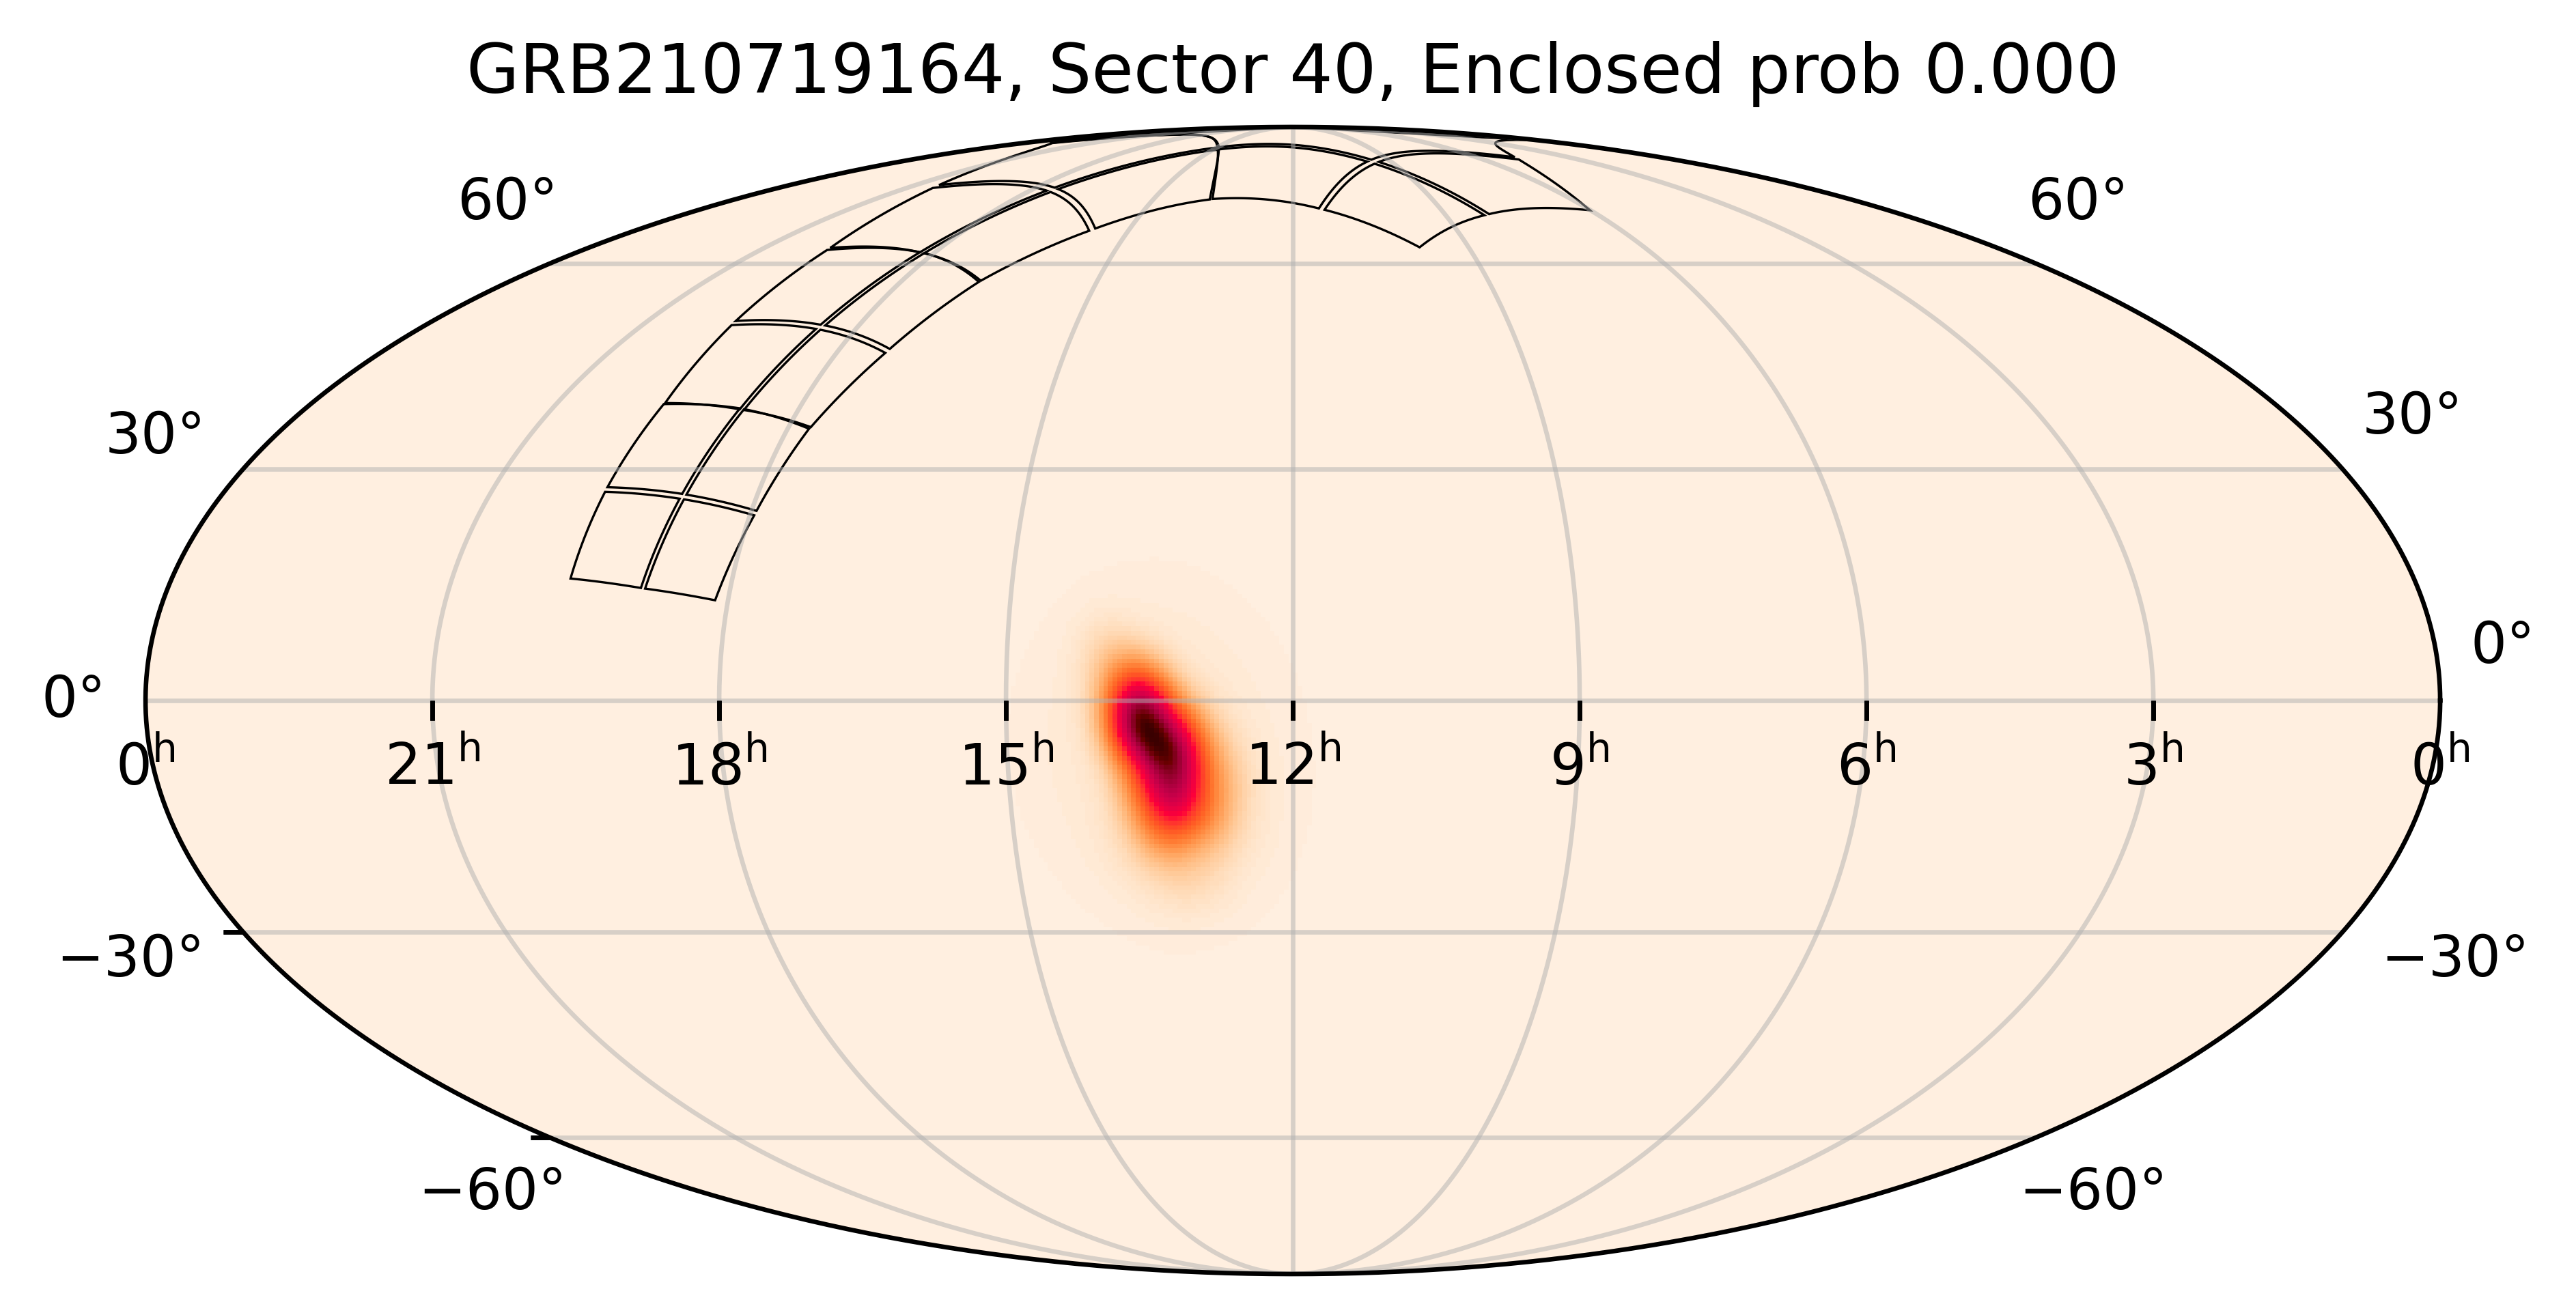 GRB210719164, Sector 40, Enclosed prob 0.000
60° 60°
30° 30°
0° 0°
0ʰ 21ʰ 18ʰ 15ʰ 12ʰ 9ʰ 6ʰ 3ʰ 0ʰ
−30° −30°
−60° −60°